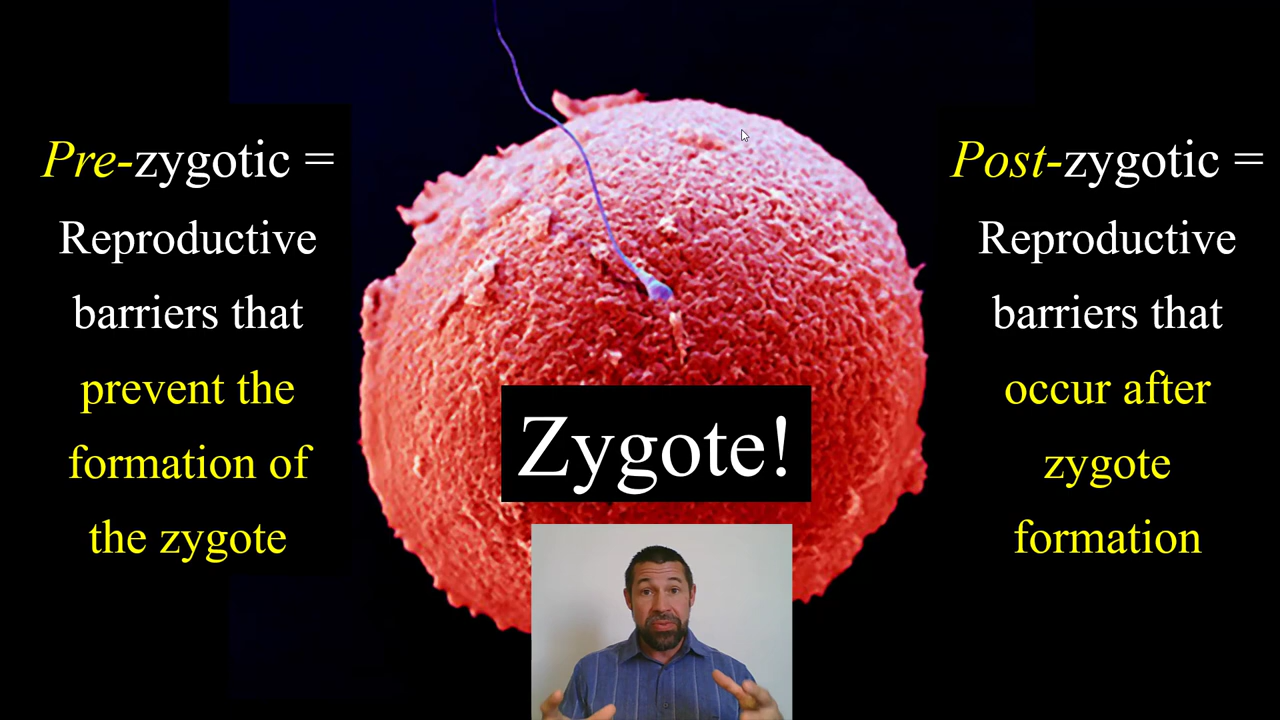 Pre-zygotic =
Reproductive
barriers that
prevent the
formation of
the zygote
Zygote!
Post-zygotic =
Reproductive
barriers that
occur after
zygote
formation